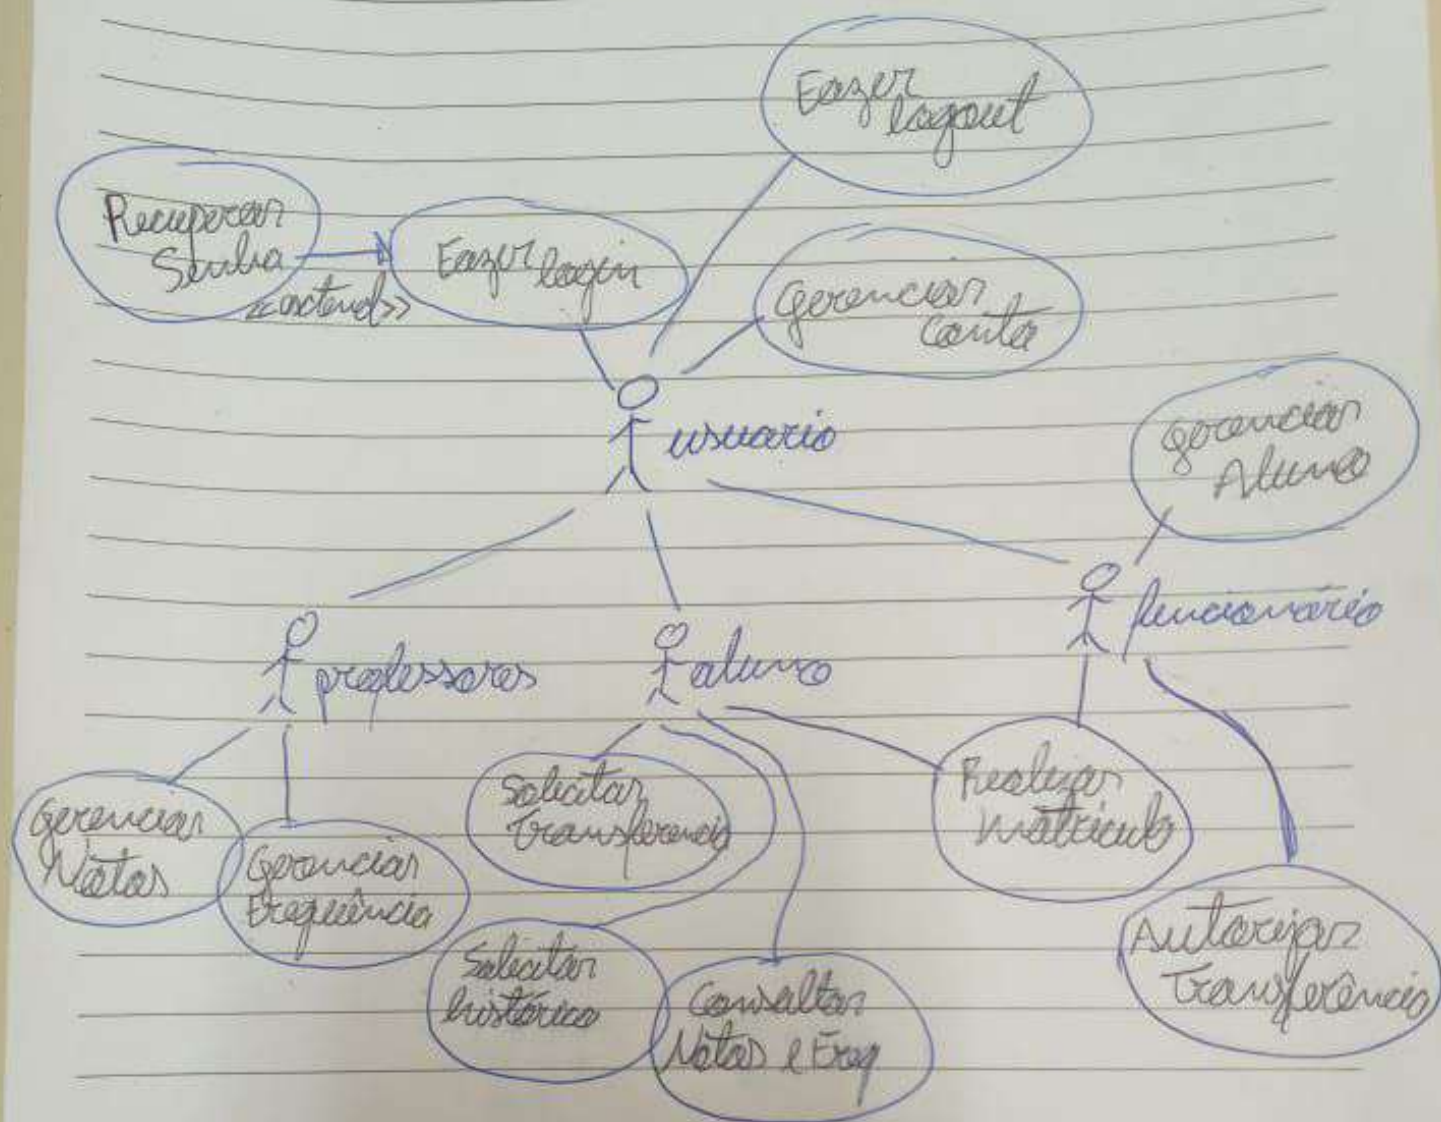 Fazer
logout
Recuperar
Senha
<<extend>>
Fazer login
Gerenciar
Conta
usuario
Gerenciar
Aluno
funcionário
professores
aluno
Gerenciar
Notas
Gerenciar
Frequência
Solicitar
Transferencia
Realizar
Matricula
Solicitar
histórico
Consultar
Notas e Freq
Autorizar
Transferência